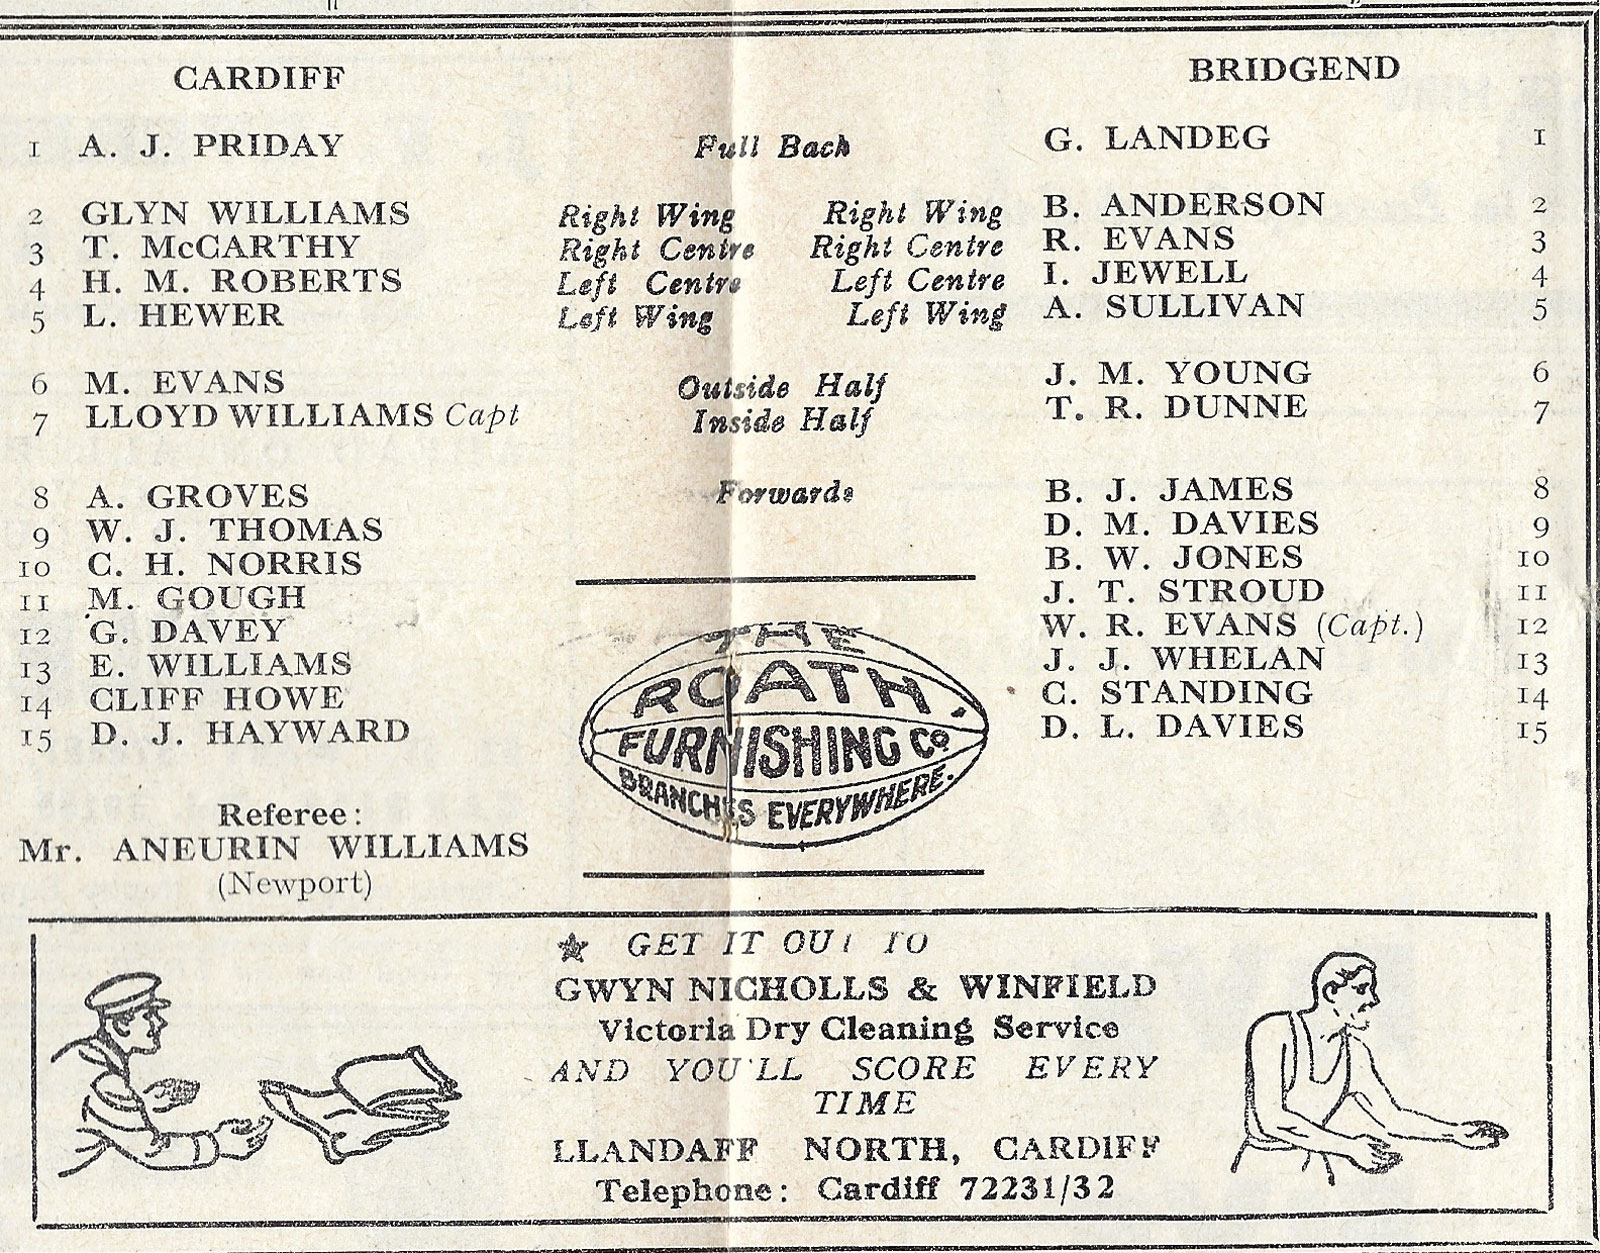 CARDIFF BRIDGEND
1 A. J. PRIDAY Full Back G. LANDEG 1
2 GLYN WILLIAMS Right Wing Right Wing B. ANDERSON 2
3 T. McCARTHY Right Centre Right Centre R. EVANS 3
4 H. M. ROBERTS Left Centre Left Centre I. JEWELL 4
5 L. HEWER Left Wing Left Wing A. SULLIVAN 5
6 M. EVANS Outside Half J. M. YOUNG 6
7 LLOYD WILLIAMS Capt Inside Half T. R. DUNNE 7
8 A. GROVES Forwards B. J. JAMES 8
9 W. J. THOMAS D. M. DAVIES 9
10 C. H. NORRIS B. W. JONES 10
11 M. GOUGH J. T. STROUD 11
12 G. DAVEY W. R. EVANS (Capt.) 12
13 E. WILLIAMS J. J. WHELAN 13
14 CLIFF HOWE C. STANDING 14
15 D. J. HAYWARD D. L. DAVIES 15
THE
ROATH
FURNISHING Co.
BRANCHES EVERYWHERE.
Referee:
Mr. ANEURIN WILLIAMS
(Newport)
★ GET IT OUT TO
GWYN NICHOLLS & WINFIELD
Victoria Dry Cleaning Service
AND YOU'LL SCORE EVERY
TIME
LLANDAFF NORTH, CARDIFF
Telephone: Cardiff 72231/32